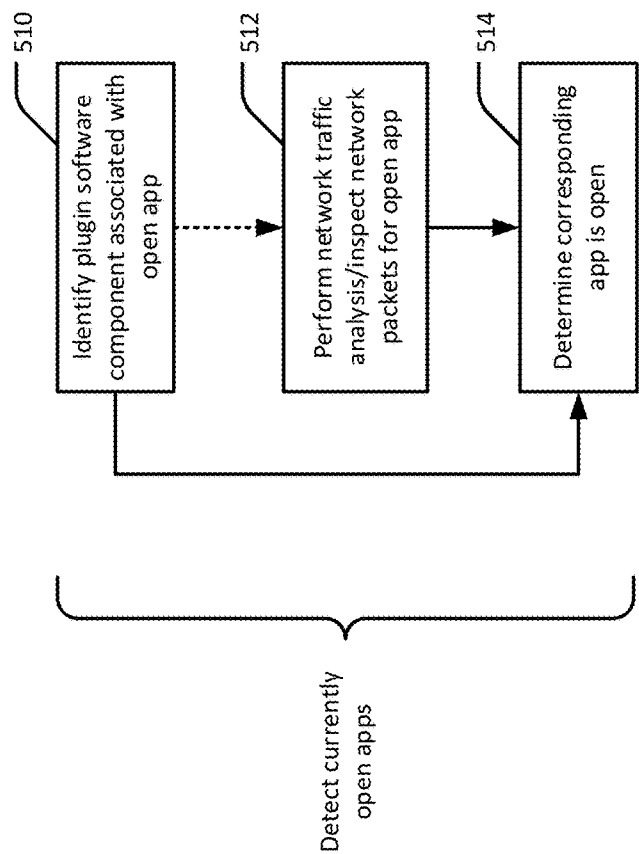 Detect currently
open apps
510
Identify plugin software
component associated with
open app
512
Perform network traffic
analysis/inspect network
packets for open app
514
Determine corresponding
app is open